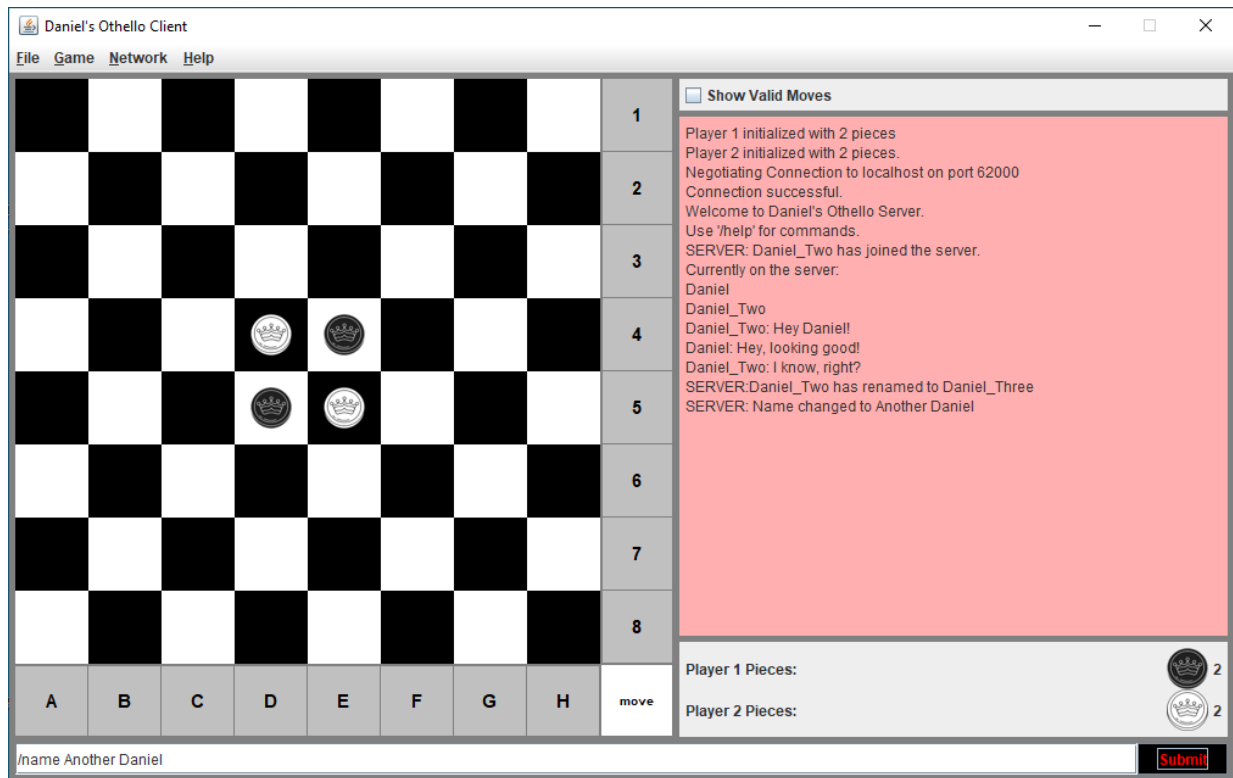 Daniel's Othello Client
File Game Network Help
1
2
3
4
5
6
7
8
A B C D E F G H move
Show Valid Moves
Player 1 initialized with 2 pieces
Player 2 initialized with 2 pieces.
Negotiating Connection to localhost on port 62000
Connection successful.
Welcome to Daniel's Othello Server.
Use '/help' for commands.
SERVER: Daniel_Two has joined the server.
Currently on the server:
Daniel
Daniel_Two
Daniel_Two: Hey Daniel!
Daniel: Hey, looking good!
Daniel_Two: I know, right?
SERVER:Daniel_Two has renamed to Daniel_Three
SERVER: Name changed to Another Daniel
Player 1 Pieces: 2
Player 2 Pieces: 2
/name Another Daniel
Submit